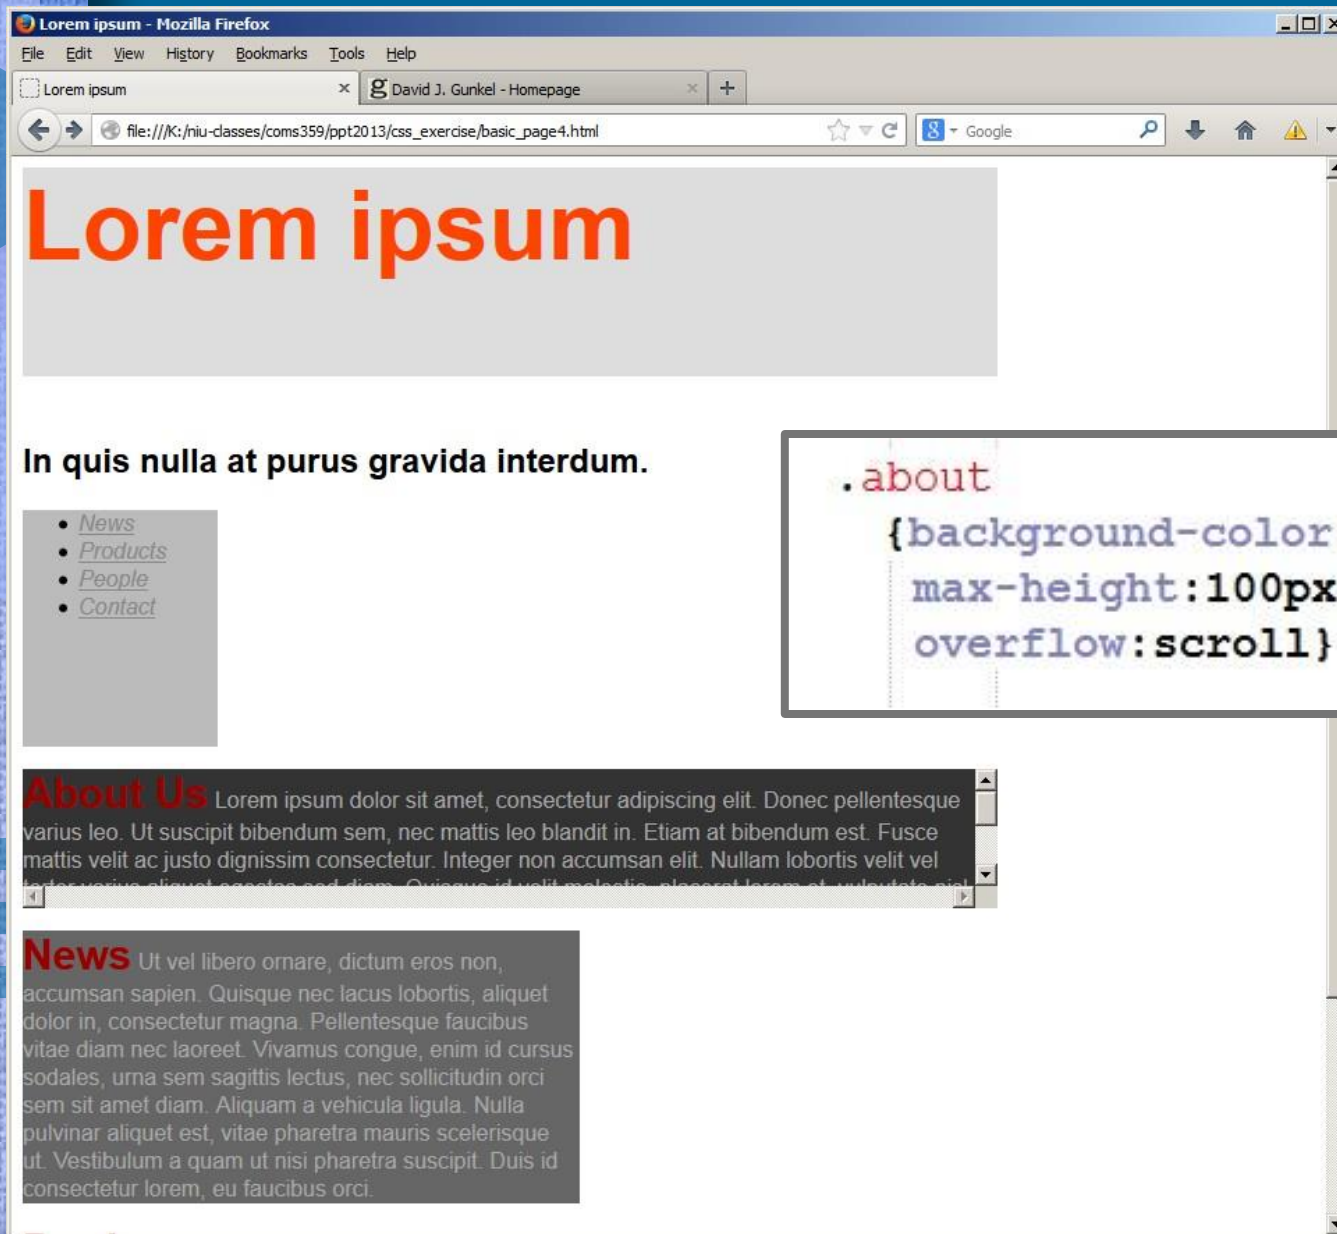 Lorem ipsum - Mozilla Firefox
File Edit View History Bookmarks Tools Help
Lorem ipsum
g David J. Gunkel - Homepage
file:///K:/niu-classes/coms359/ppt2013/css_exercise/basic_page4.html
8 Google
Lorem ipsum
In quis nulla at purus gravida interdum.
News
Products
People
Contact
.about
{background-color
max-height:100px
overflow:scroll}
About Us Lorem ipsum dolor sit amet, consectetur adipiscing elit. Donec pellentesque
varius leo. Ut suscipit bibendum sem, nec mattis leo blandit in. Etiam at bibendum est. Fusce
mattis velit ac justo dignissim consectetur. Integer non accumsan elit. Nullam lobortis velit vel
News Ut vel libero ornare, dictum eros non,
accumsan sapien. Quisque nec lacus lobortis, aliquet
dolor in, consectetur magna. Pellentesque faucibus
vitae diam nec laoreet. Vivamus congue, enim id cursus
sodales, urna sem sagittis lectus, nec sollicitudin orci
sem sit amet diam. Aliquam a vehicula ligula. Nulla
pulvinar aliquet est, vitae pharetra mauris scelerisque
ut. Vestibulum a quam ut nisi pharetra suscipit. Duis id
consectetur lorem, eu faucibus orci.